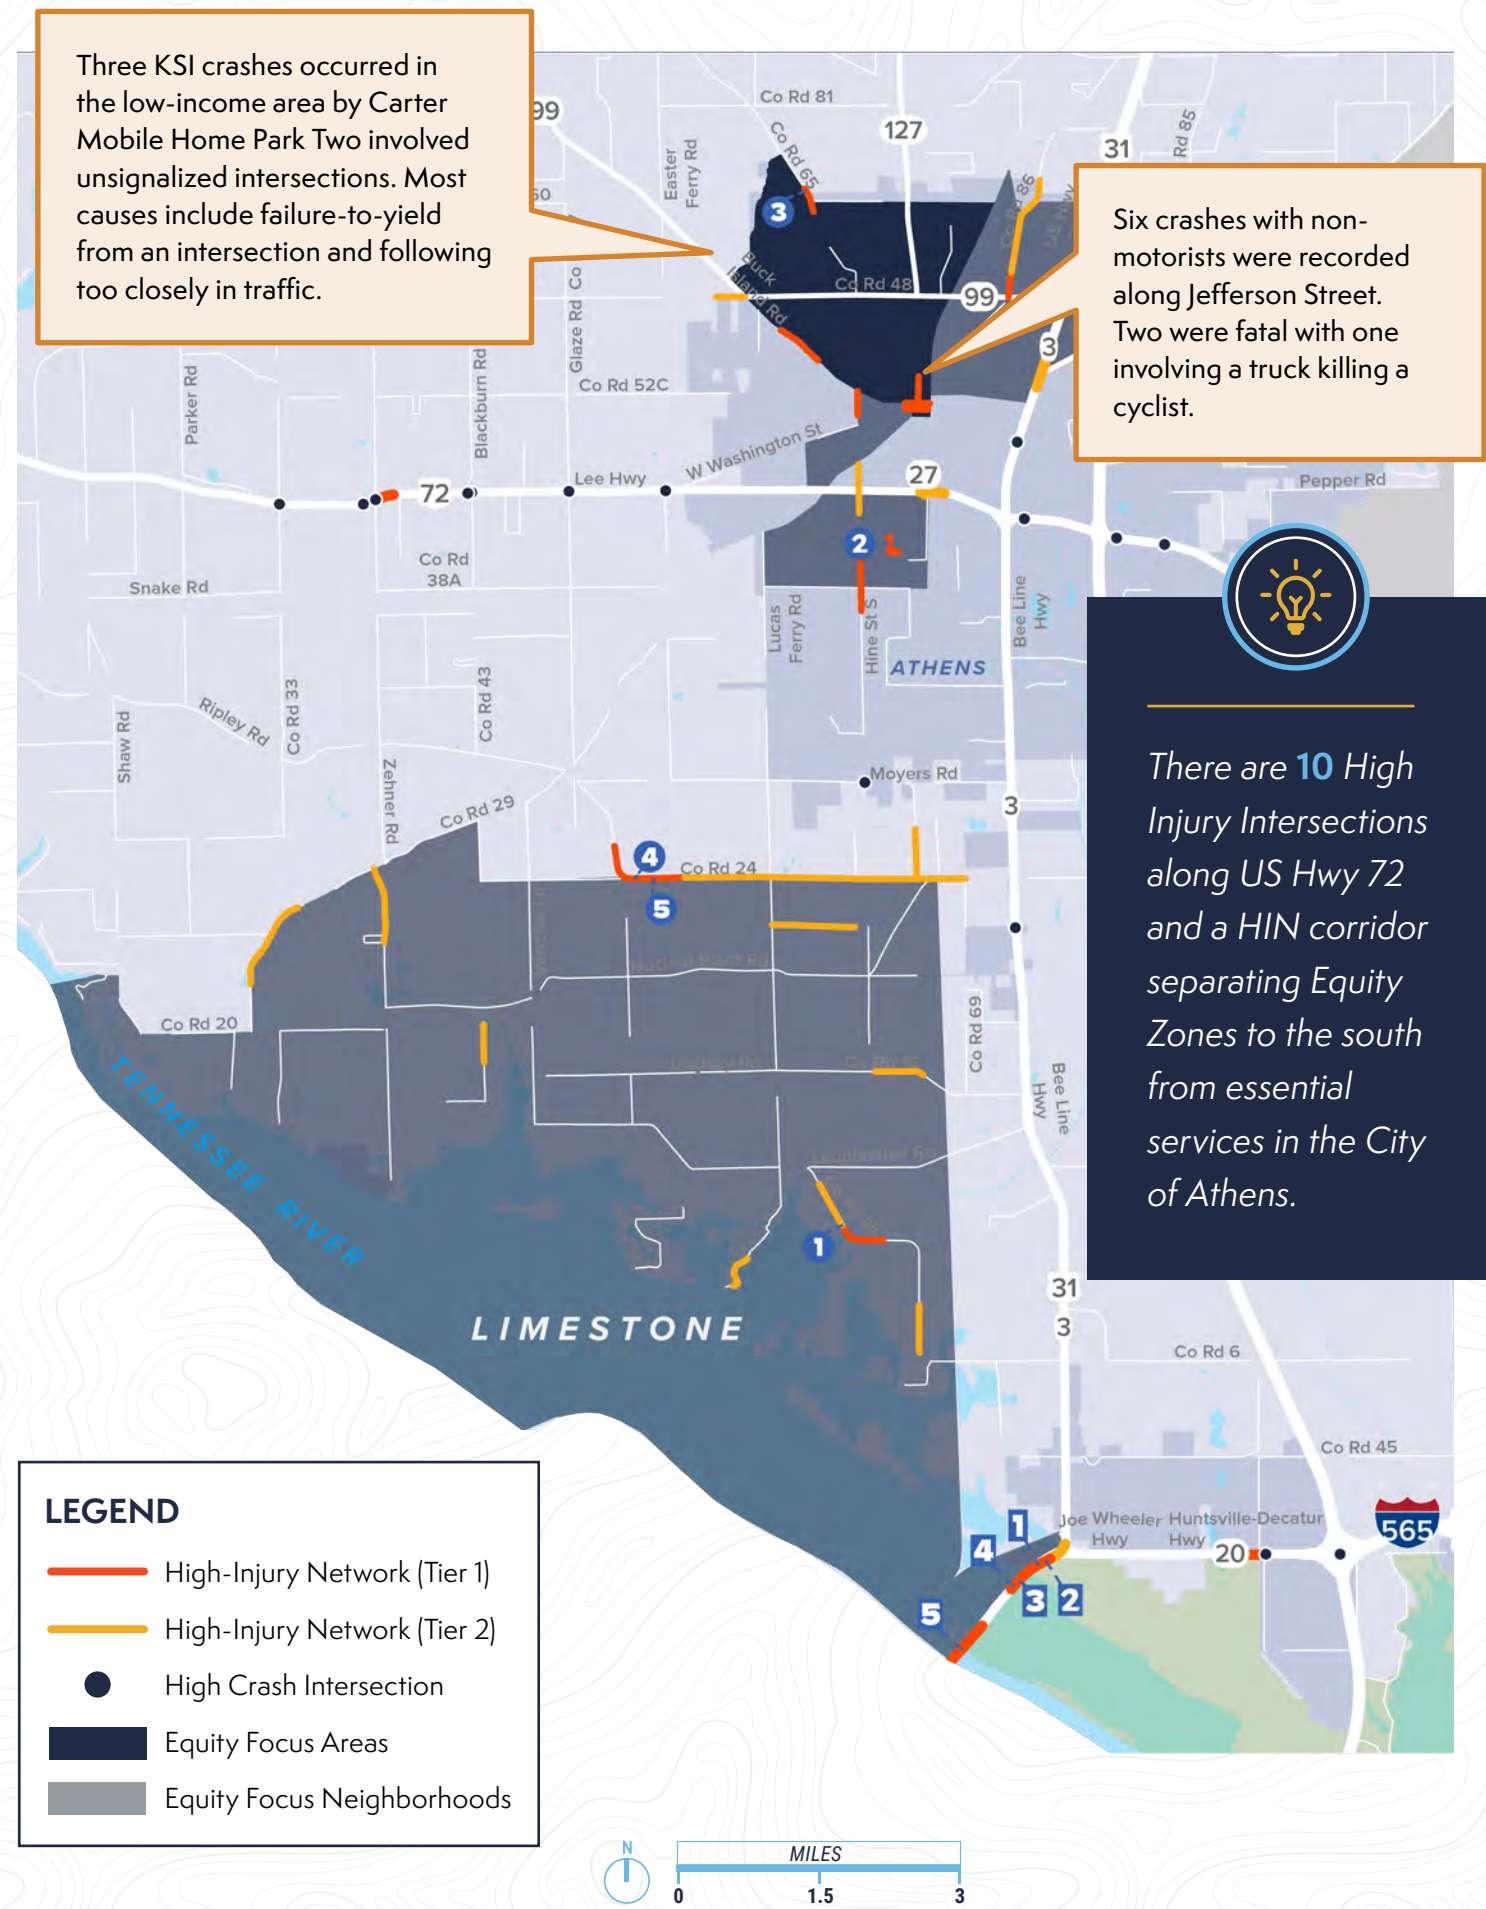 Three KSI crashes occurred in
the low-income area by Carter
Mobile Home Park Two involved
unsignalized intersections. Most
causes include failure-to-yield
from an intersection and following
too closely in traffic.
Six crashes with non-
motorists were recorded
along Jefferson Street.
Two were fatal with one
involving a truck killing a
cyclist.
There are 10 High
Injury Intersections
along US Hwy 72
and a HIN corridor
separating Equity
Zones to the south
from essential
services in the City
of Athens.
99
Co Rd 81
127
31
Rd 85
Easter
Ferry Rd
Co Rd 65
60
3
Co Rd 86
US Hwy
Buck
Island Rd
Co Rd 48
99
3
Glaze Rd
Co
Parker Rd
Blackburn Rd
Co Rd 52C
W Washington St
Lee Hwy
72
27
Pepper Rd
2
Co Rd
38A
Snake Rd
Lucas
Ferry Rd
Hine St S
Bee Line
Hwy
ATHENS
Shaw Rd
Ripley Rd
Co Rd 33
Co Rd 43
Zehner Rd
Moyers Rd
3
Co Rd 29
4
Co Rd 24
5
Nuclear Plant Rd
Co Rd 20
Co Rd 69
Bee Line
Hwy
TENNESSEE RIVER
1
LIMESTONE
31
3
Co Rd 6
Co Rd 45
565
Joe Wheeler
Hwy
Huntsville-Decatur
Hwy
20
1
4
3
2
5
LEGEND
High-Injury Network (Tier 1)
High-Injury Network (Tier 2)
High Crash Intersection
Equity Focus Areas
Equity Focus Neighborhoods
N
MILES
0
1.5
3